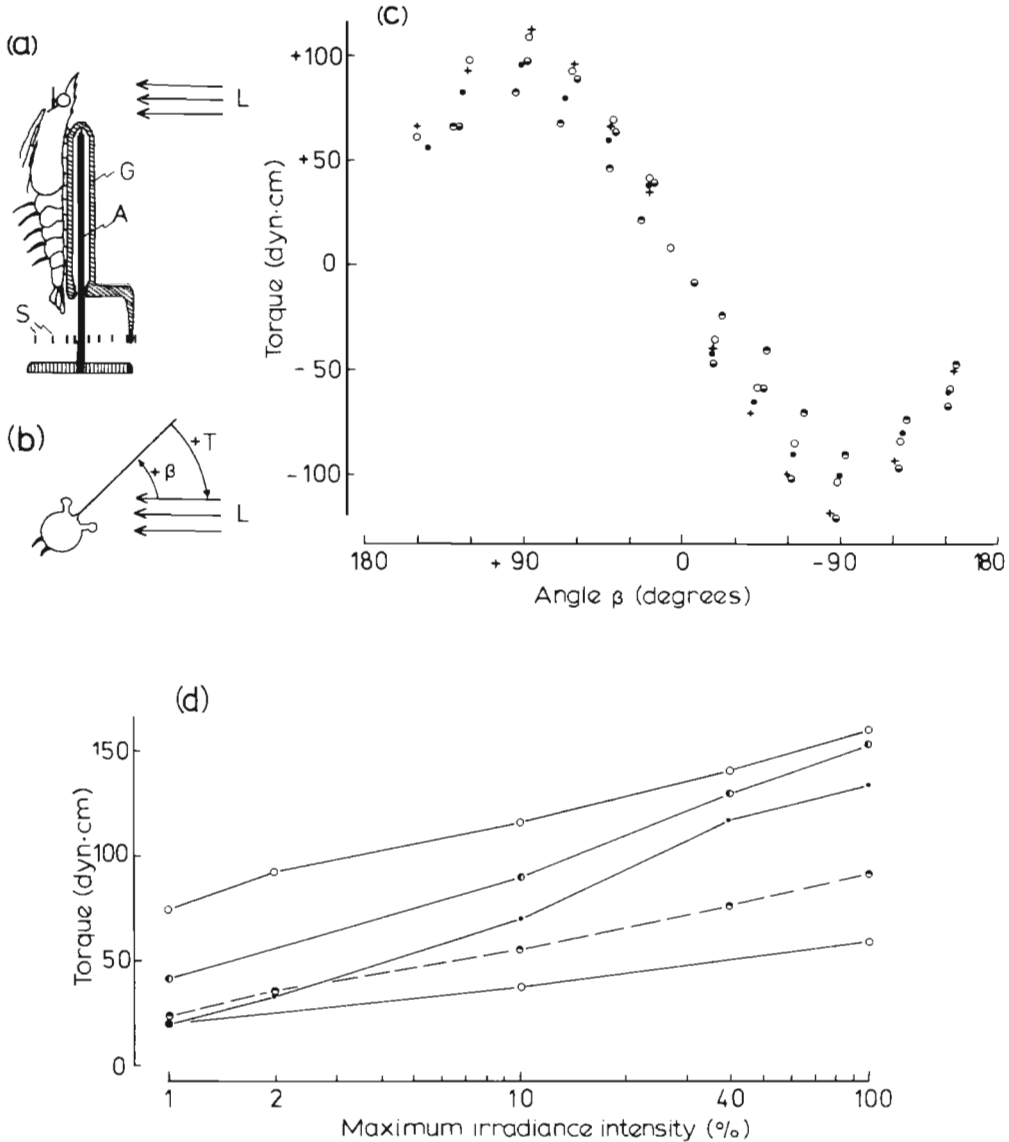 (a)
L
G
A
S
(b)
+T
+β
L
(c)
Torque (dyn·cm)
+100
+50
0
-50
-100
180 +90 0 -90 180
Angle β (degrees)
(d)
Torque (dyn·cm)
150
100
50
0
1 2 10 40 100
Maximum irradiance intensity (%)